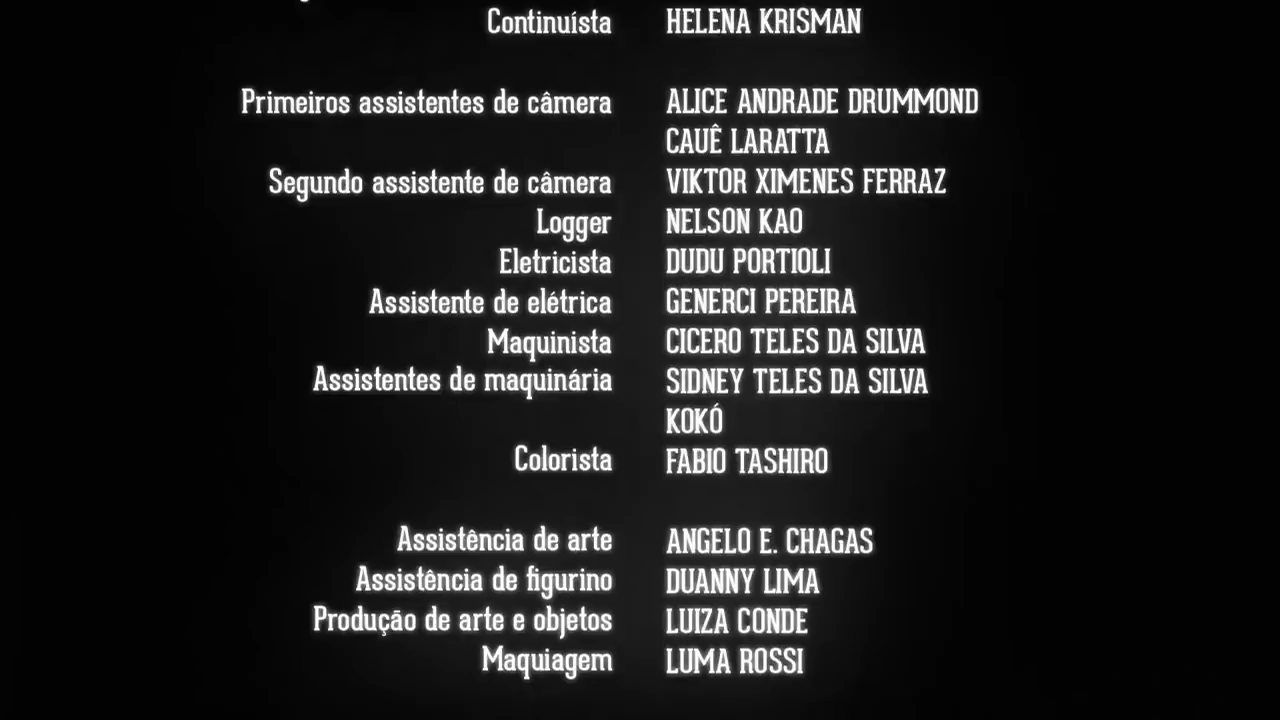 Continuísta HELENA KRISMAN
Primeiros assistentes de câmera ALICE ANDRADE DRUMMOND
CAUÊ LARATTA
Segundo assistente de câmera VIKTOR XIMENES FERRAZ
Logger NELSON KAO
Eletricista DUDU PORTIOLI
Assistente de elétrica GENERCI PEREIRA
Maquinista CICERO TELES DA SILVA
Assistentes de maquinária SIDNEY TELES DA SILVA
KOKÓ
Colorista FABIO TASHIRO
Assistência de arte ANGELO E. CHAGAS
Assistência de figurino DUANNY LIMA
Produção de arte e objetos LUIZA CONDE
Maquiagem LUMA ROSSI